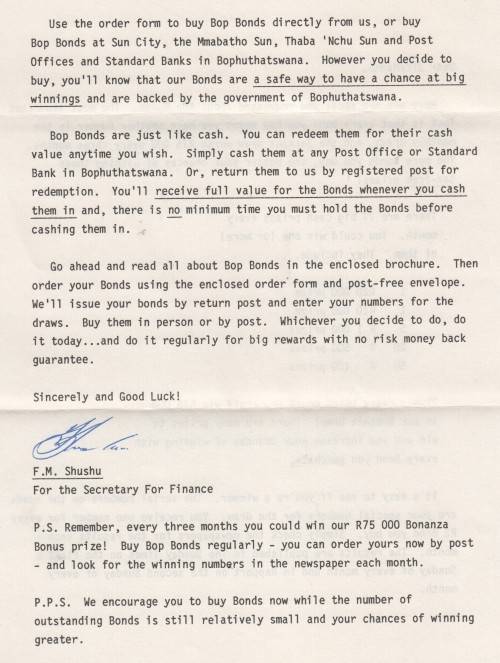 Use the order form to buy Bop Bonds directly from us, or buy
Bop Bonds at Sun City, the Mmabatho Sun, Thaba 'Nchu Sun and Post
Offices and Standard Banks in Bophuthatswana. However you decide to
buy, you'll know that our Bonds are a safe way to have a chance at big
winnings and are backed by the government of Bophuthatswana.
Bop Bonds are just like cash. You can redeem them for their cash
value anytime you wish. Simply cash them at any Post Office or Standard
Bank in Bophuthatswana. Or, return them to us by registered post for
redemption. You'll receive full value for the Bonds whenever you cash
them in and, there is no minimum time you must hold the Bonds before
cashing them in.
Go ahead and read all about Bop Bonds in the enclosed brochure. Then
order your Bonds using the enclosed order form and post-free envelope.
We'll issue your bonds by return post and enter your numbers for the
draws. Buy them in person or by post. Whichever you decide to do, do
it today...and do it regularly for big rewards with no risk money back
guarantee.
Sincerely and Good Luck!
F.M. Shushu
For the Secretary For Finance
P.S. Remember, every three months you could win our R75 000 Bonanza
Bonus prize! Buy Bop Bonds regularly - you can order yours now by post
- and look for the winning numbers in the newspaper each month.
P.P.S. We encourage you to buy Bonds now while the number of
outstanding Bonds is still relatively small and your chances of winning
greater.